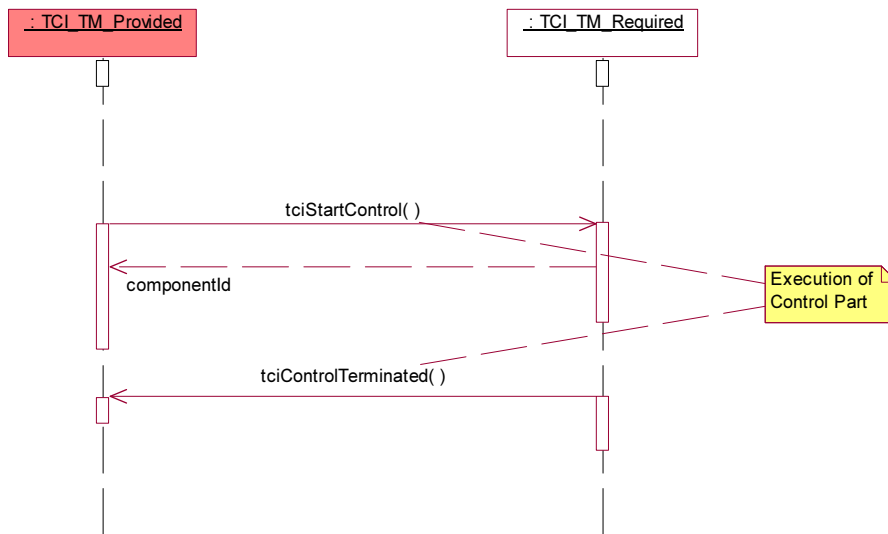 : TCI_TM_Provided
: TCI_TM_Required
tciStartControl( )
componentId
Execution of
Control Part
tciControlTerminated( )